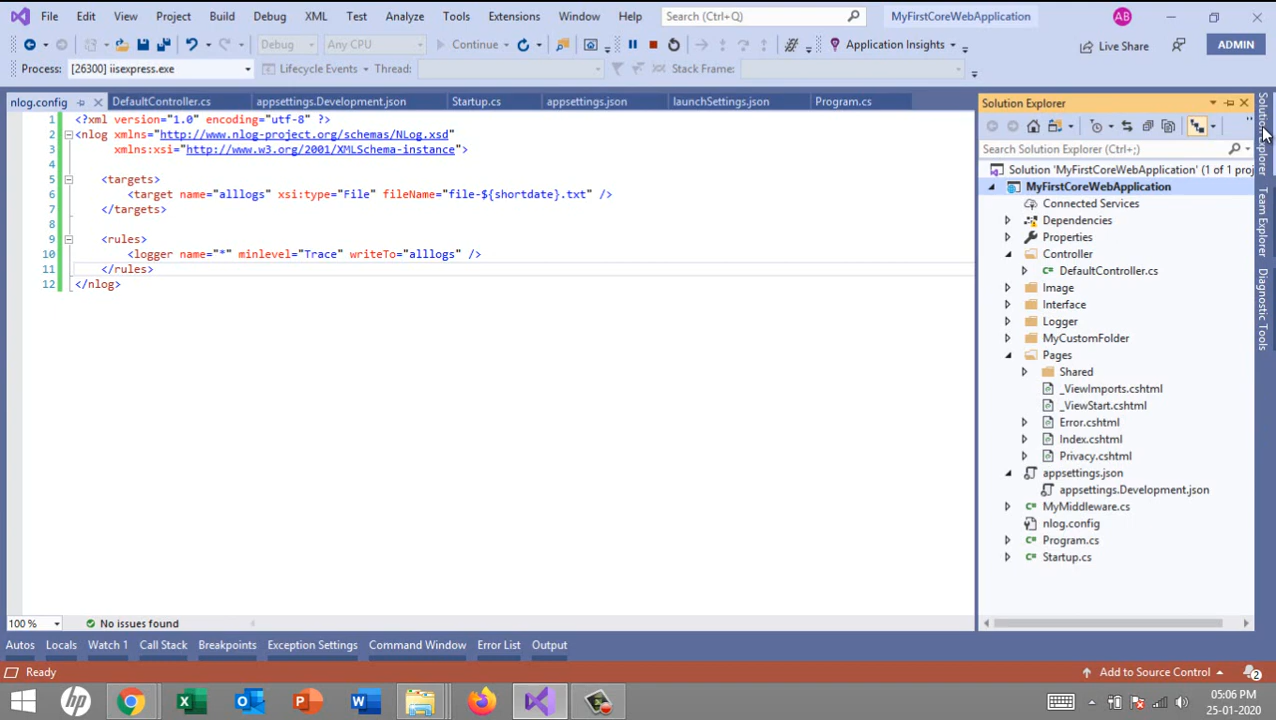 File Edit View Project Build Debug XML Test Analyze Tools Extensions Window Help Search (Ctrl+Q) MyFirstCoreWebApplication AB
Debug Any CPU Continue Application Insights Live Share ADMIN
Process: [26300] iisexpress.exe Lifecycle Events Thread: Stack Frame:
nlog.config DefaultController.cs appsettings.Development.json Startup.cs appsettings.json launchSettings.json Program.cs
1 <?xml version="1.0" encoding="utf-8" ?>
2 <nlog xmlns="http://www.nlog-project.org/schemas/NLog.xsd"
3 xmlns:xsi="http://www.w3.org/2001/XMLSchema-instance">
4
5 <targets>
6 <target name="alllogs" xsi:type="File" fileName="file-${shortdate}.txt" />
7 </targets>
8
9 <rules>
10 <logger name="*" minlevel="Trace" writeTo="alllogs" />
11 </rules>
12 </nlog>
100 % No issues found
Solution Explorer
Search Solution Explorer (Ctrl+;)
Solution 'MyFirstCoreWebApplication' (1 of 1 proj
MyFirstCoreWebApplication
Connected Services
Dependencies
Properties
Controller
DefaultController.cs
Image
Interface
Logger
MyCustomFolder
Pages
Shared
_ViewImports.cshtml
_ViewStart.cshtml
Error.cshtml
Index.cshtml
Privacy.cshtml
appsettings.json
appsettings.Development.json
MyMiddleware.cs
nlog.config
Program.cs
Startup.cs
Solution Explorer
Team Explorer
Diagnostic Tools
Autos Locals Watch 1 Call Stack Breakpoints Exception Settings Command Window Error List Output
Ready Add to Source Control 2
05:06 PM
25-01-2020